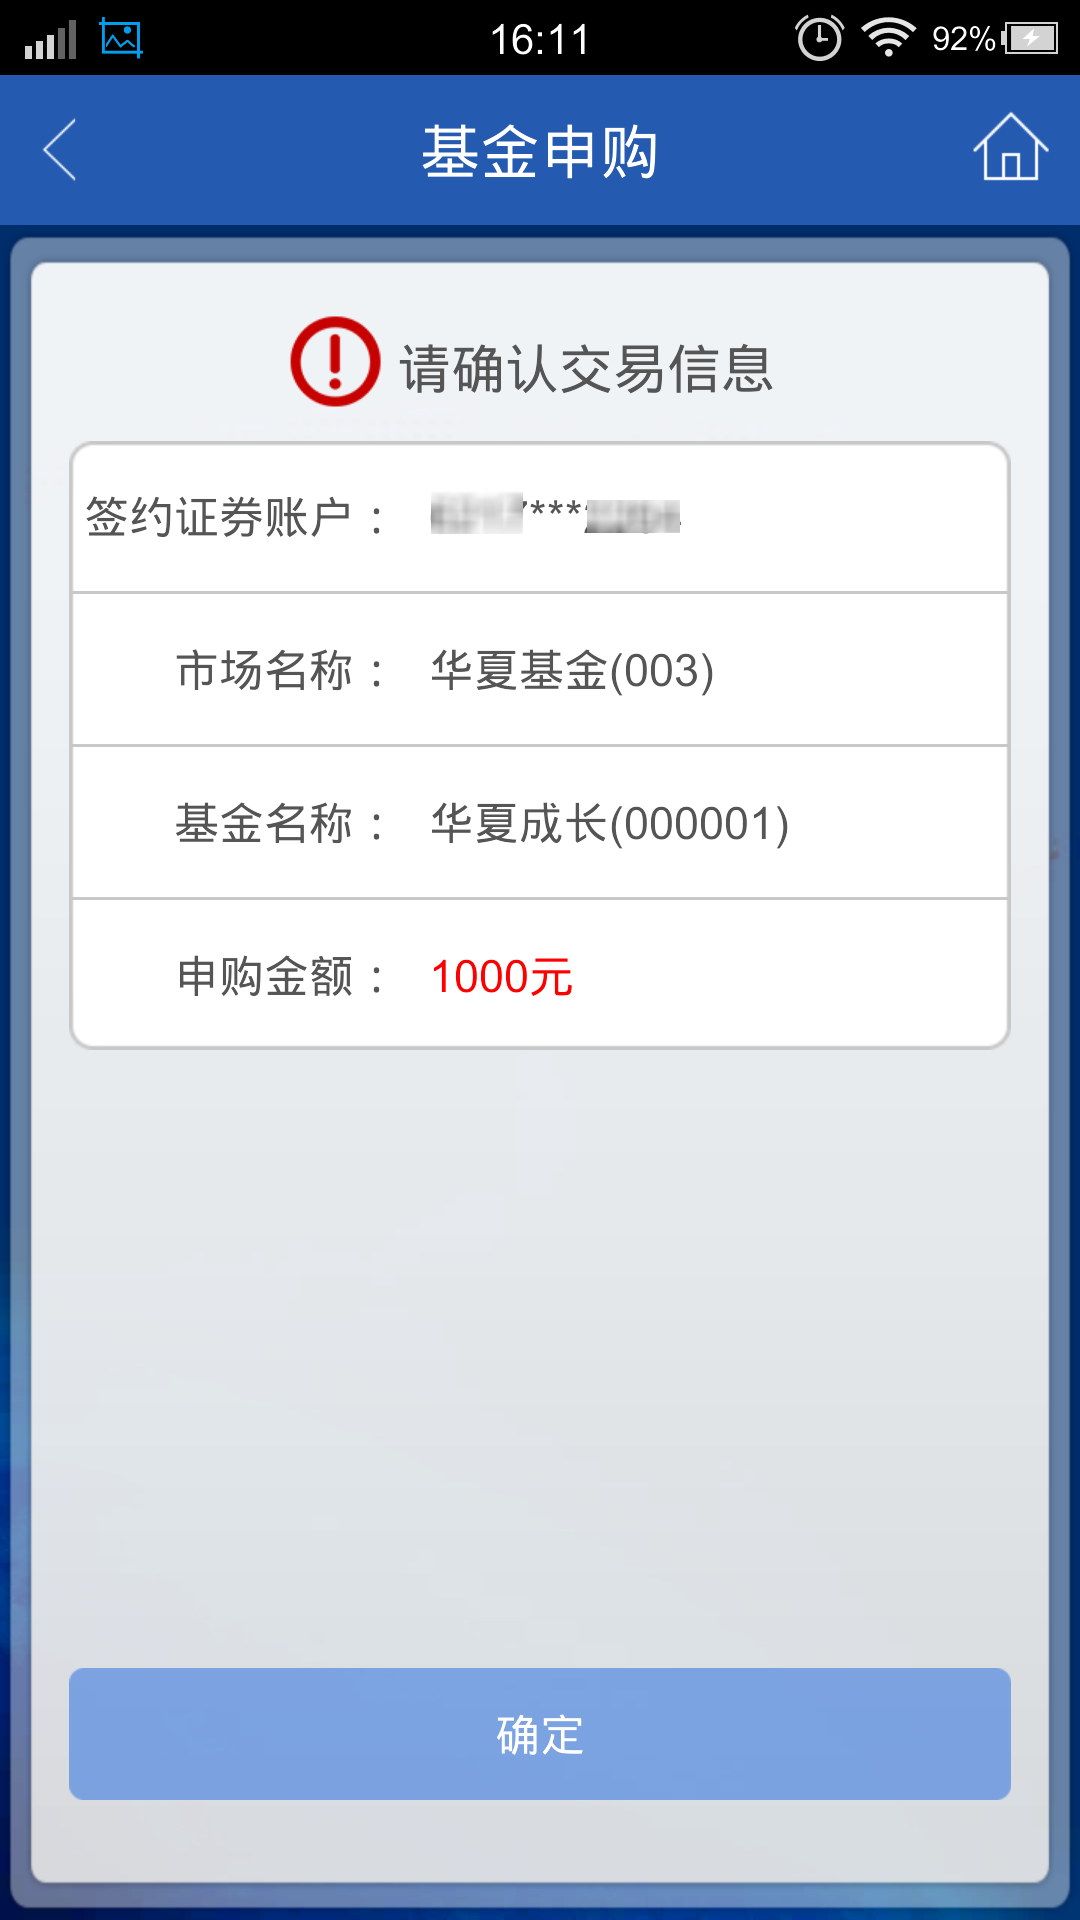 16:11
92%
基金申购
请确认交易信息
签约证券账户： ***
市场名称： 华夏基金(003)
基金名称： 华夏成长(000001)
申购金额： 1000元
确定